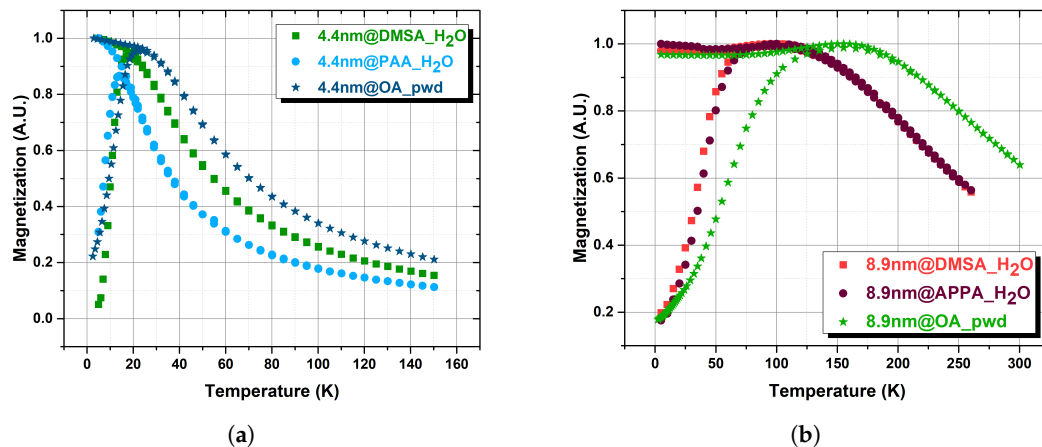 4.4nm@DMSA_H₂O
4.4nm@PAA_H₂O
4.4nm@OA_pwd
Magnetization (A.U.)
1.0
0.8
0.6
0.4
0.2
0.0
0 20 40 60 80 100 120 140 160
Temperature (K)
(a)
8.9nm@DMSA_H₂O
8.9nm@APPA_H₂O
8.9nm@OA_pwd
Magnetization (A.U.)
1.0
0.8
0.6
0.4
0.2
0 50 100 150 200 250 300
Temperature (K)
(b)